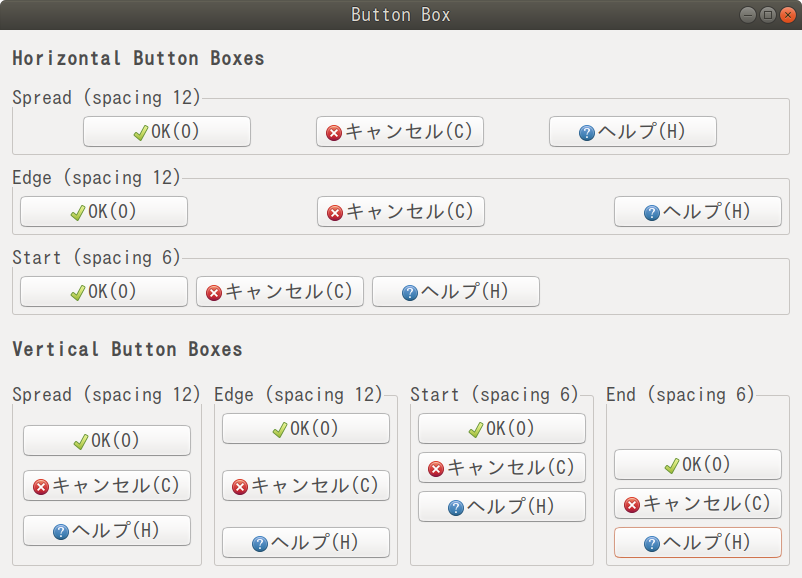 Button Box
Horizontal Button Boxes
Spread (spacing 12)
OK(O) キャンセル(C) ヘルプ(H)
Edge (spacing 12)
OK(O) キャンセル(C) ヘルプ(H)
Start (spacing 6)
OK(O) キャンセル(C) ヘルプ(H)
Vertical Button Boxes
Spread (spacing 12)
OK(O)
キャンセル(C)
ヘルプ(H)
Edge (spacing 12)
OK(O)
キャンセル(C)
ヘルプ(H)
Start (spacing 6)
OK(O)
キャンセル(C)
ヘルプ(H)
End (spacing 6)
OK(O)
キャンセル(C)
ヘルプ(H)